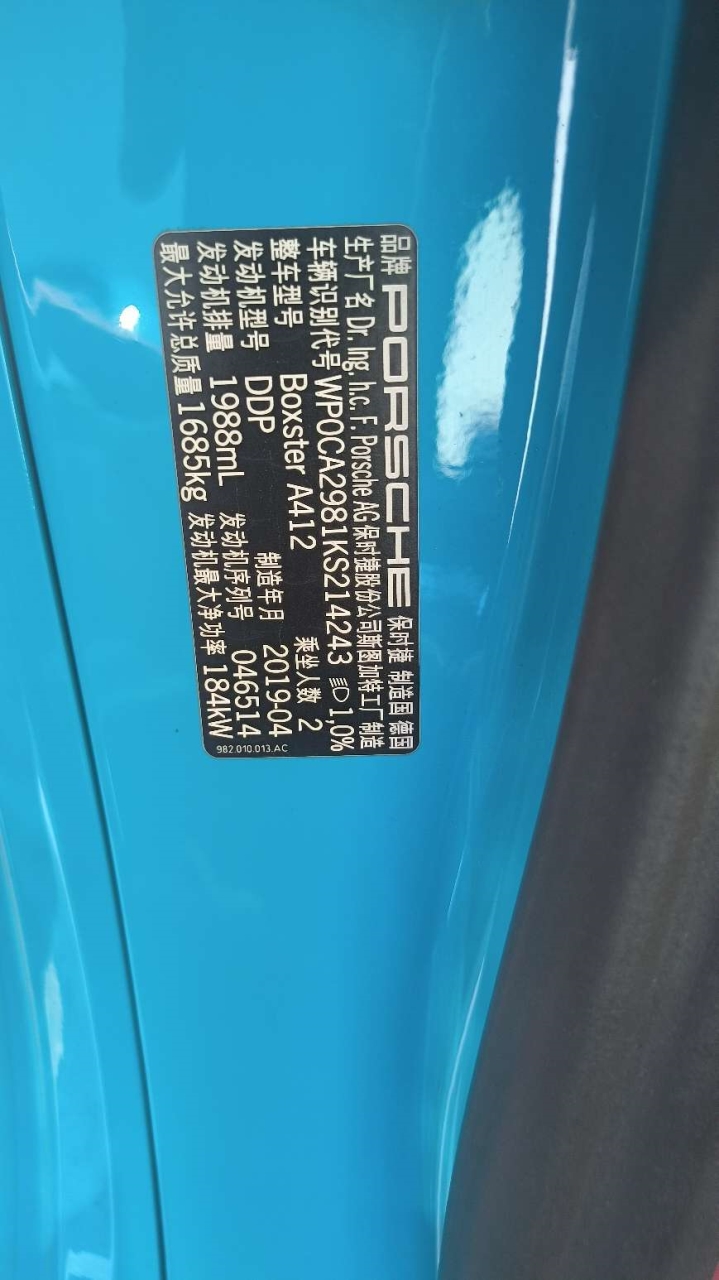 品牌 PORSCHE 保时捷 制造国 德国
生产厂名 Dr. Ing. h.c. F. Porsche AG 保时捷股份公司斯图加特工厂制造
车辆识别代号 WP0CA2981KS214243 1,0%
整车型号 Boxster A412 乘坐人数 2
发动机型号 DDP 制造年月 2019-04
发动机排量 1988mL 发动机序列号 046514
最大允许总质量 1685kg 发动机最大净功率 184kW
982.010.013.AC